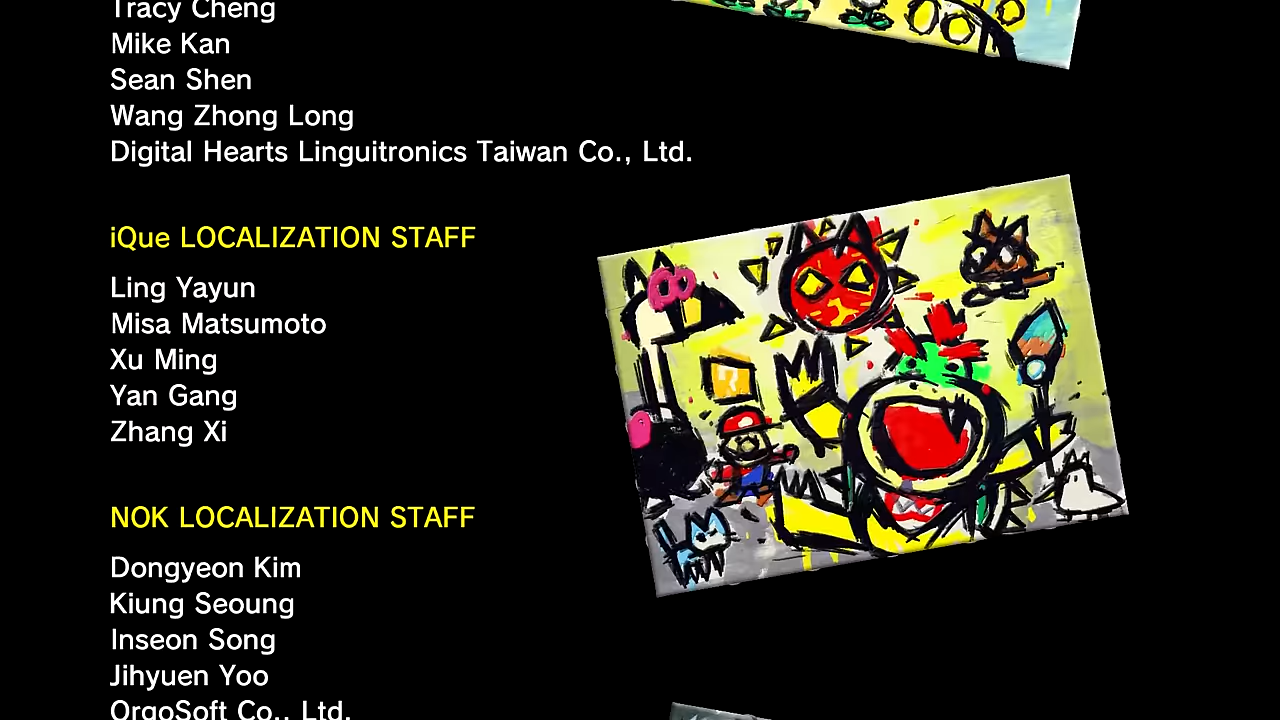 Tracy Cheng
Mike Kan
Sean Shen
Wang Zhong Long
Digital Hearts Linguitronics Taiwan Co., Ltd.
iQue LOCALIZATION STAFF
Ling Yayun
Misa Matsumoto
Xu Ming
Yan Gang
Zhang Xi
NOK LOCALIZATION STAFF
Dongyeon Kim
Kiung Seoung
Inseon Song
Jihyuen Yoo
OrgoSoft Co., Ltd.